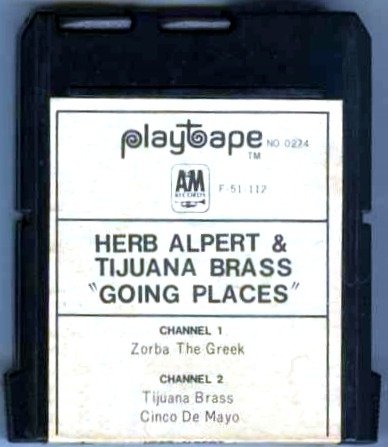 playtape NO. 0274
TM
A&M
RECORDS
F-51-112
HERB ALPERT &
TIJUANA BRASS
"GOING PLACES"
CHANNEL 1
Zorba The Greek
CHANNEL 2
Tijuana Brass
Cinco De Mayo